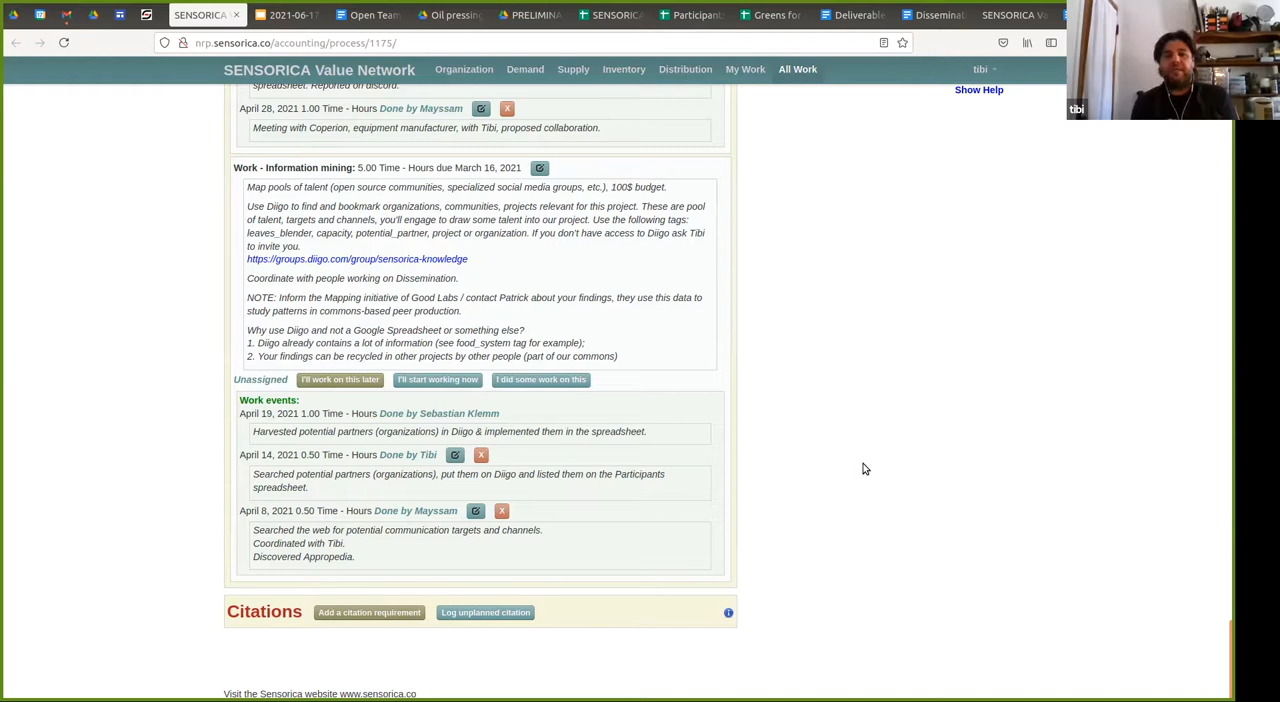 SENSORICA
2021-06-17
Open Team
Oil pressing
PRELIMINA
SENSORICA
Participants
Greens for
Deliverable
Disseminat
SENSORICA Va
nrp.sensorica.co/accounting/process/1175/
SENSORICA Value Network
Organization
Demand
Supply
Inventory
Distribution
My Work
All Work
tibi
tibi
Show Help
spreadsheet. Reported on discord.
April 28, 2021 1.00 Time - Hours Done by Mayssam X
Meeting with Coperion, equipment manufacturer, with Tibi, proposed collaboration.
Work - Information mining: 5.00 Time - Hours due March 16, 2021
Map pools of talent (open source communities, specialized social media groups, etc.), 100$ budget.
Use Diigo to find and bookmark organizations, communities, projects relevant for this project. These are pool
of talent, targets and channels, you'll engage to draw some talent into our project. Use the following tags:
leaves_blender, capacity, potential_partner, project or organization. If you don't have access to Diigo ask Tibi
to invite you.
https://groups.diigo.com/group/sensorica-knowledge
Coordinate with people working on Dissemination.
NOTE: Inform the Mapping initiative of Good Labs / contact Patrick about your findings, they use this data to
study patterns in commons-based peer production.
Why use Diigo and not a Google Spreadsheet or something else?
1. Diigo already contains a lot of information (see food_system tag for example);
2. Your findings can be recycled in other projects by other people (part of our commons)
Unassigned I'll work on this later I'll start working now I did some work on this
Work events:
April 19, 2021 1.00 Time - Hours Done by Sebastian Klemm
Harvested potential partners (organizations) in Diigo & implemented them in the spreadsheet.
April 14, 2021 0.50 Time - Hours Done by Tibi X
Searched potential partners (organizations), put them on Diigo and listed them on the Participants
spreadsheet.
April 8, 2021 0.50 Time - Hours Done by Mayssam X
Searched the web for potential communication targets and channels.
Coordinated with Tibi.
Discovered Appropedia.
Citations Add a citation requirement Log unplanned citation
Visit the Sensorica website www.sensorica.co